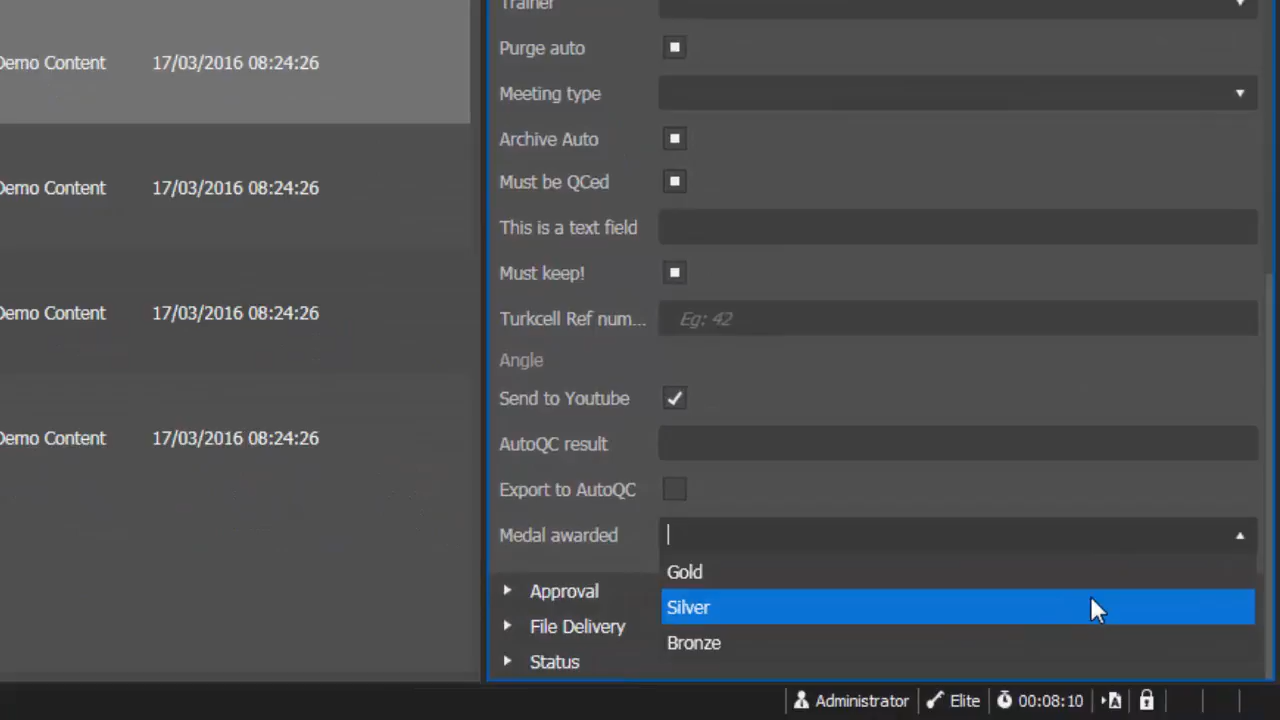 Trainer
Demo Content 17/03/2016 08:24:26
Purge auto
Meeting type
Archive Auto
Demo Content 17/03/2016 08:24:26
Must be QCed
This is a text field
Must keep!
Demo Content 17/03/2016 08:24:26
Turkcell Ref num... Eg: 42
Angle
Send to Youtube
Demo Content 17/03/2016 08:24:26
AutoQC result
Export to AutoQC
Medal awarded
Gold
Approval
Silver
File Delivery
Bronze
Status
Administrator Elite 00:08:10 A